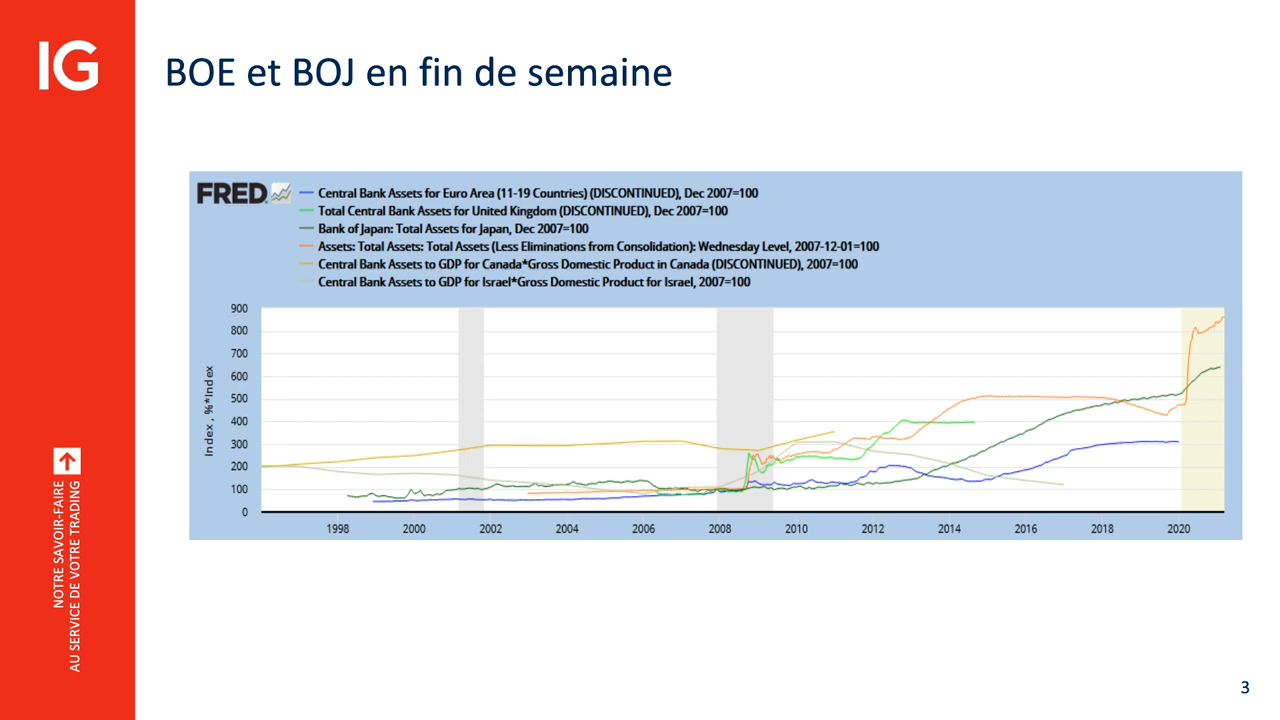 IG
BOE et BOJ en fin de semaine
FRED
Central Bank Assets for Euro Area (11-19 Countries) (DISCONTINUED), Dec 2007=100
Total Central Bank Assets for United Kingdom (DISCONTINUED), Dec 2007=100
Bank of Japan: Total Assets for Japan, Dec 2007=100
Assets: Total Assets: Total Assets (Less Eliminations from Consolidation): Wednesday Level, 2007-12-01=100
Central Bank Assets to GDP for Canada*Gross Domestic Product in Canada (DISCONTINUED), 2007=100
Central Bank Assets to GDP for Israel*Gross Domestic Product for Israel, 2007=100
Index , %*Index
900
800
700
600
500
400
300
200
100
0
1998 2000 2002 2004 2006 2008 2010 2012 2014 2016 2018 2020
NOTRE SAVOIR-FAIRE
AU SERVICE DE VOTRE TRADING
3